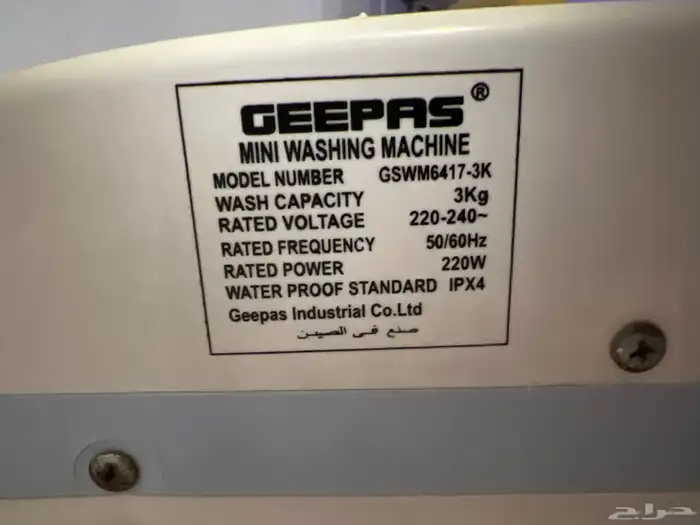 GEEPAS®
MINI WASHING MACHINE
MODEL NUMBER GSWM6417-3K
WASH CAPACITY 3Kg
RATED VOLTAGE 220-240~
RATED FREQUENCY 50/60Hz
RATED POWER 220W
WATER PROOF STANDARD IPX4
Geepas Industrial Co.Ltd
صنع في الصين
حراج